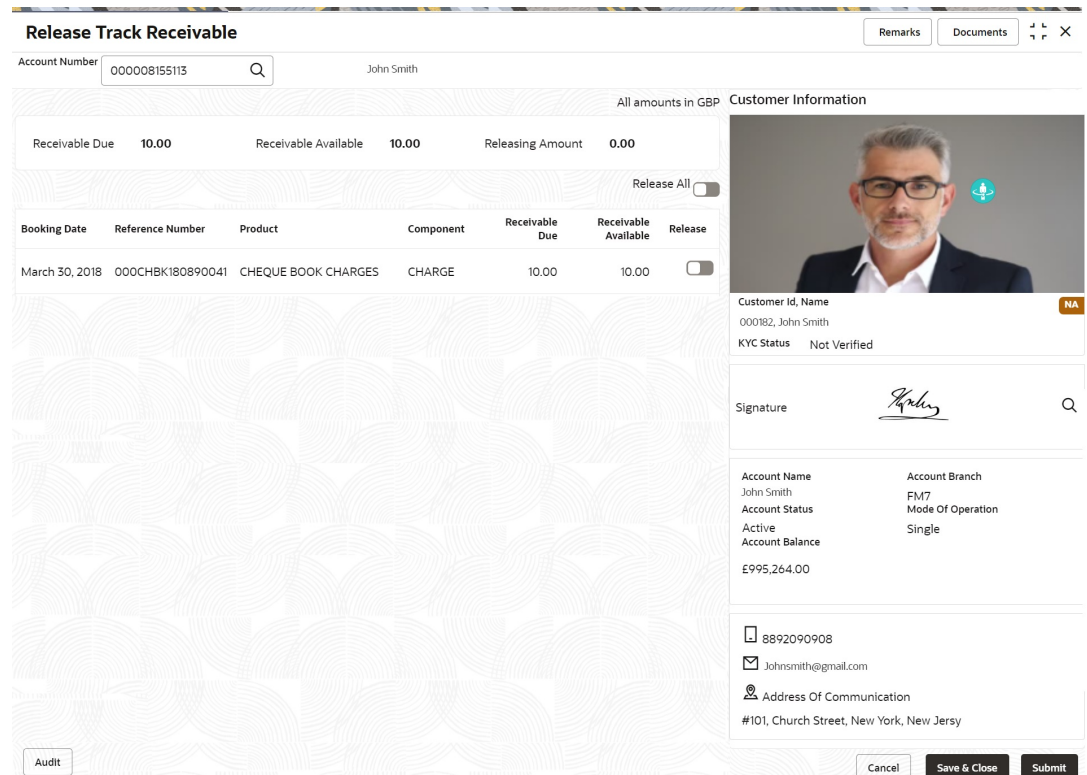 Release Track Receivable
Remarks
Documents
Account Number
000008155113
John Smith
All amounts in GBP
Receivable Due 10.00 Receivable Available 10.00 Releasing Amount 0.00
Release All
Booking Date Reference Number Product Component Receivable Due Receivable Available Release
March 30, 2018 000CHBK180890041 CHEQUE BOOK CHARGES CHARGE 10.00 10.00
Customer Information
Customer Id, Name
NA
000182, John Smith
KYC Status Not Verified
Signature
Account Name Account Branch
John Smith FM7
Account Status Mode Of Operation
Active Single
Account Balance
£995,264.00
8892090908
Johnsmith@gmail.com
Address Of Communication
#101, Church Street, New York, New Jersy
Audit
Cancel
Save & Close
Submit